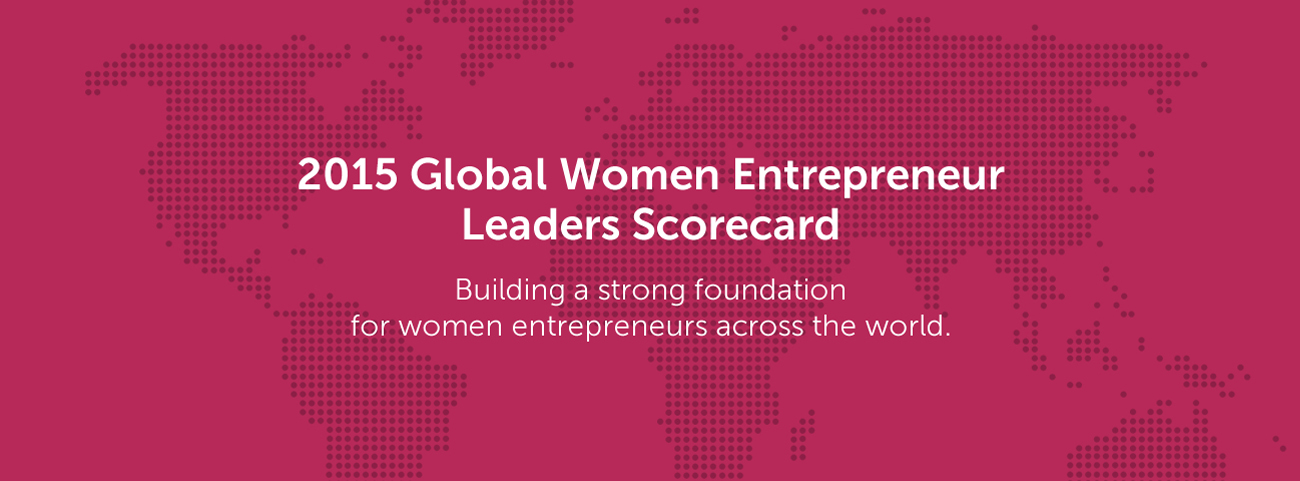 2015 Global Women Entrepreneur
Leaders Scorecard
Building a strong foundation
for women entrepreneurs across the world.